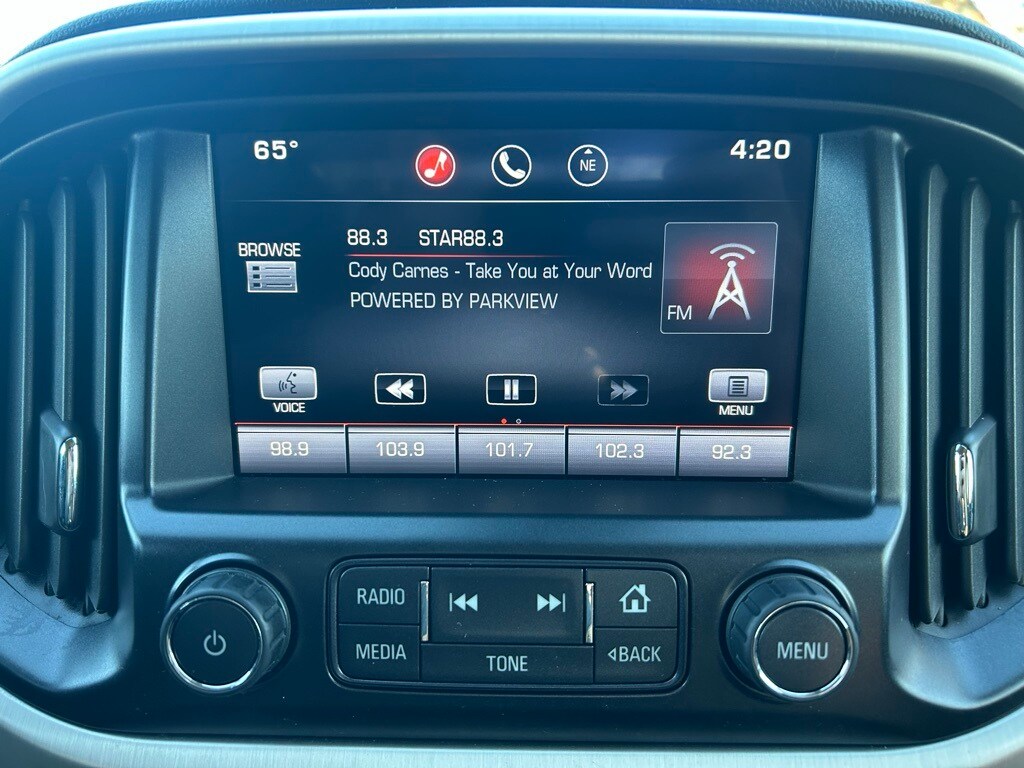 65°
NE
4:20
BROWSE
88.3 STAR88.3
Cody Carnes - Take You at Your Word
POWERED BY PARKVIEW
FM
VOICE
MENU
98.9 103.9 101.7 102.3 92.3
RADIO
MEDIA
TONE
BACK
MENU